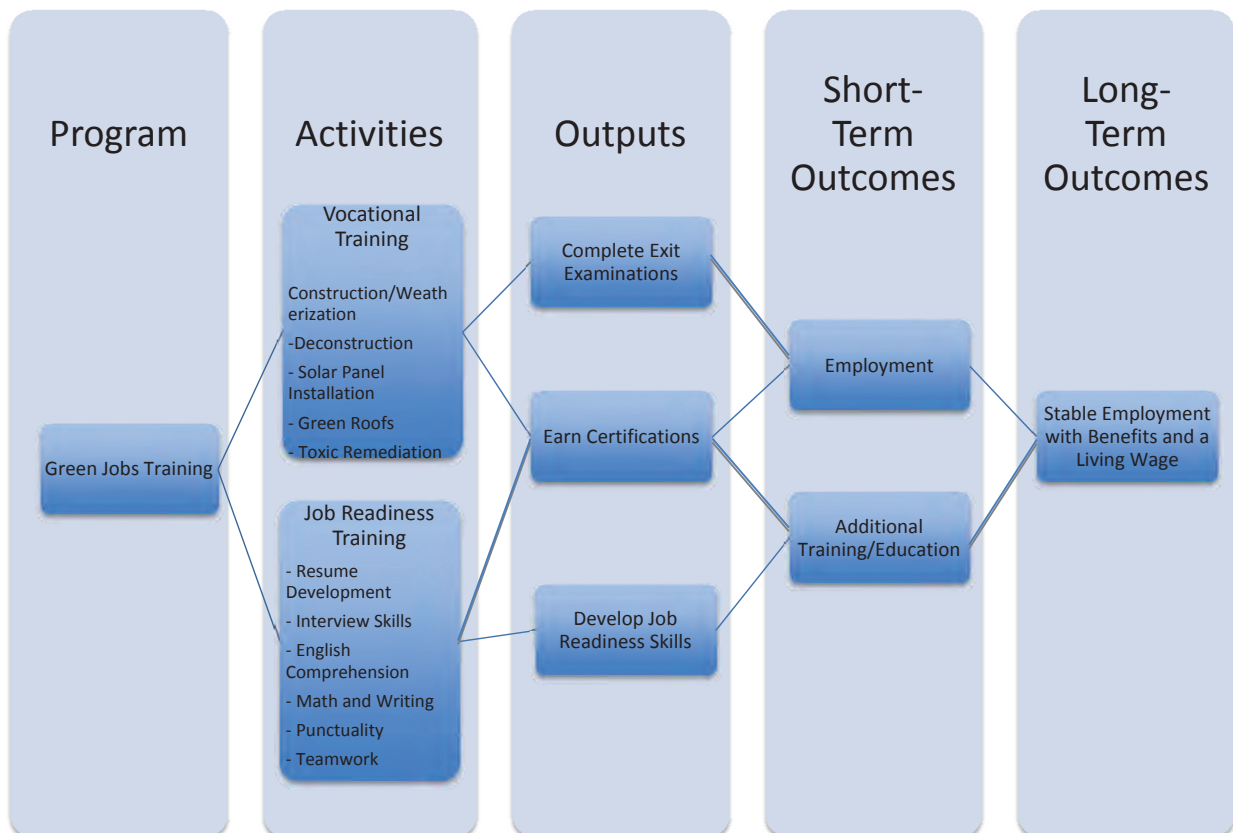 Program
Green Jobs Training
Activities
Vocational
Training
Construction/Weath
erization
-Deconstruction
- Solar Panel
Installation
- Green Roofs
- Toxic Remediation
Job Readiness
Training
- Resume
Development
- Interview Skills
- English
Comprehension
- Math and Writing
- Punctuality
- Teamwork
Outputs
Complete Exit
Examinations
Earn Certifications
Develop Job
Readiness Skills
Short-
Term
Outcomes
Employment
Additional
Training/Education
Long-
Term
Outcomes
Stable Employment
with Benefits and a
Living Wage